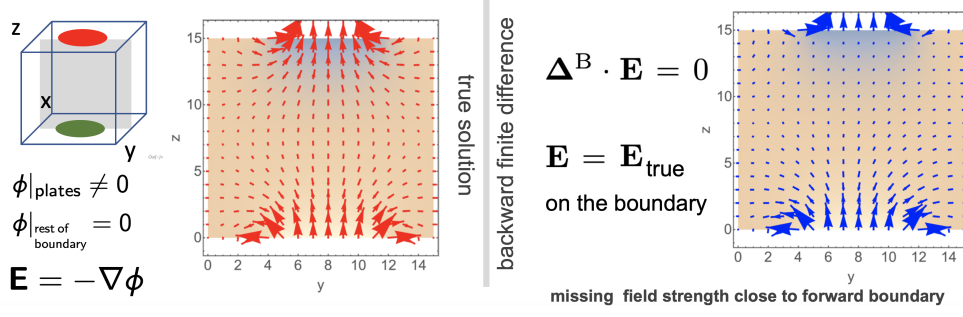 z
x
y
ϕ|plates ≠ 0
ϕ|rest of boundary = 0
E = −∇ϕ
15
10
5
0
z
0 2 4 6 8 10 12 14
y
true solution
backward finite difference
Δ^B · E = 0
E = E_true
on the boundary
15
10
5
0
z
0 2 4 6 8 10 12 14
y
missing field strength close to forward boundary